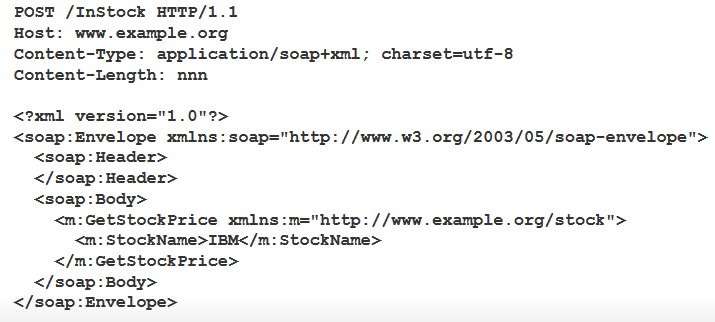 POST /InStock HTTP/1.1
Host: www.example.org
Content-Type: application/soap+xml; charset=utf-8
Content-Length: nnn

<?xml version="1.0"?>
<soap:Envelope xmlns:soap="http://www.w3.org/2003/05/soap-envelope">
  <soap:Header>
  </soap:Header>
  <soap:Body>
    <m:GetStockPrice xmlns:m="http://www.example.org/stock">
      <m:StockName>IBM</m:StockName>
    </m:GetStockPrice>
  </soap:Body>
</soap:Envelope>